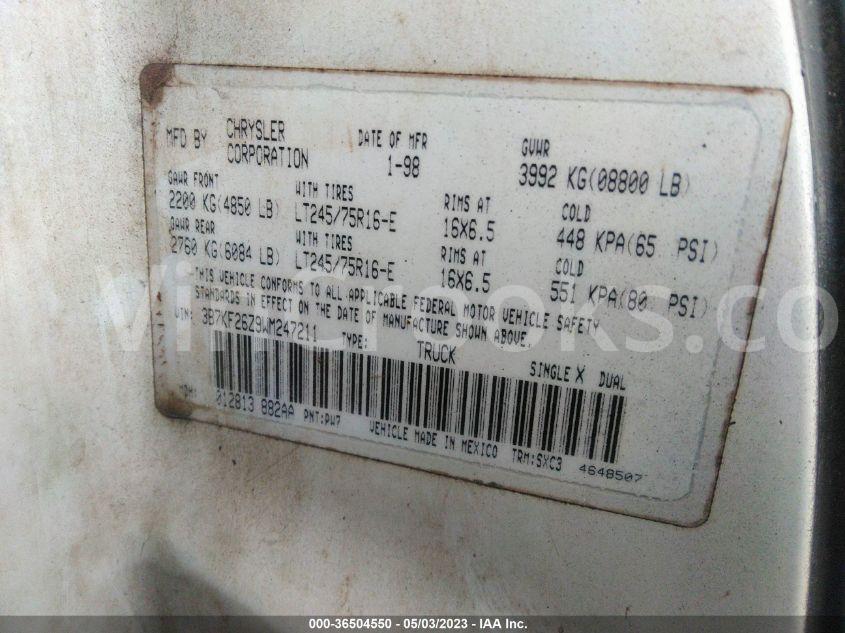 MFD BY CHRYSLER CORPORATION DATE OF MFR 1-98 GVWR 3992 KG(08800 LB)
GAWR FRONT WITH TIRES RIMS AT COLD
2200 KG(4850 LB) LT245/75R16-E 16X6.5 448 KPA(65 PSI)
GAWR REAR WITH TIRES RIMS AT COLD
2760 KG(6084 LB) LT245/75R16-E 16X6.5 551 KPA(80 PSI)
THIS VEHICLE CONFORMS TO ALL APPLICABLE FEDERAL MOTOR VEHICLE SAFETY
STANDARDS IN EFFECT ON THE DATE OF MANUFACTURE SHOWN ABOVE.
VIN: 3B7KF26Z9WM247211 TYPE: TRUCK SINGLE X DUAL
MDH: 012813 882AA PNT:PW7 VEHICLE MADE IN MEXICO TRM:SXC3 4648507
000-36504550 - 05/03/2023 - IAA Inc.